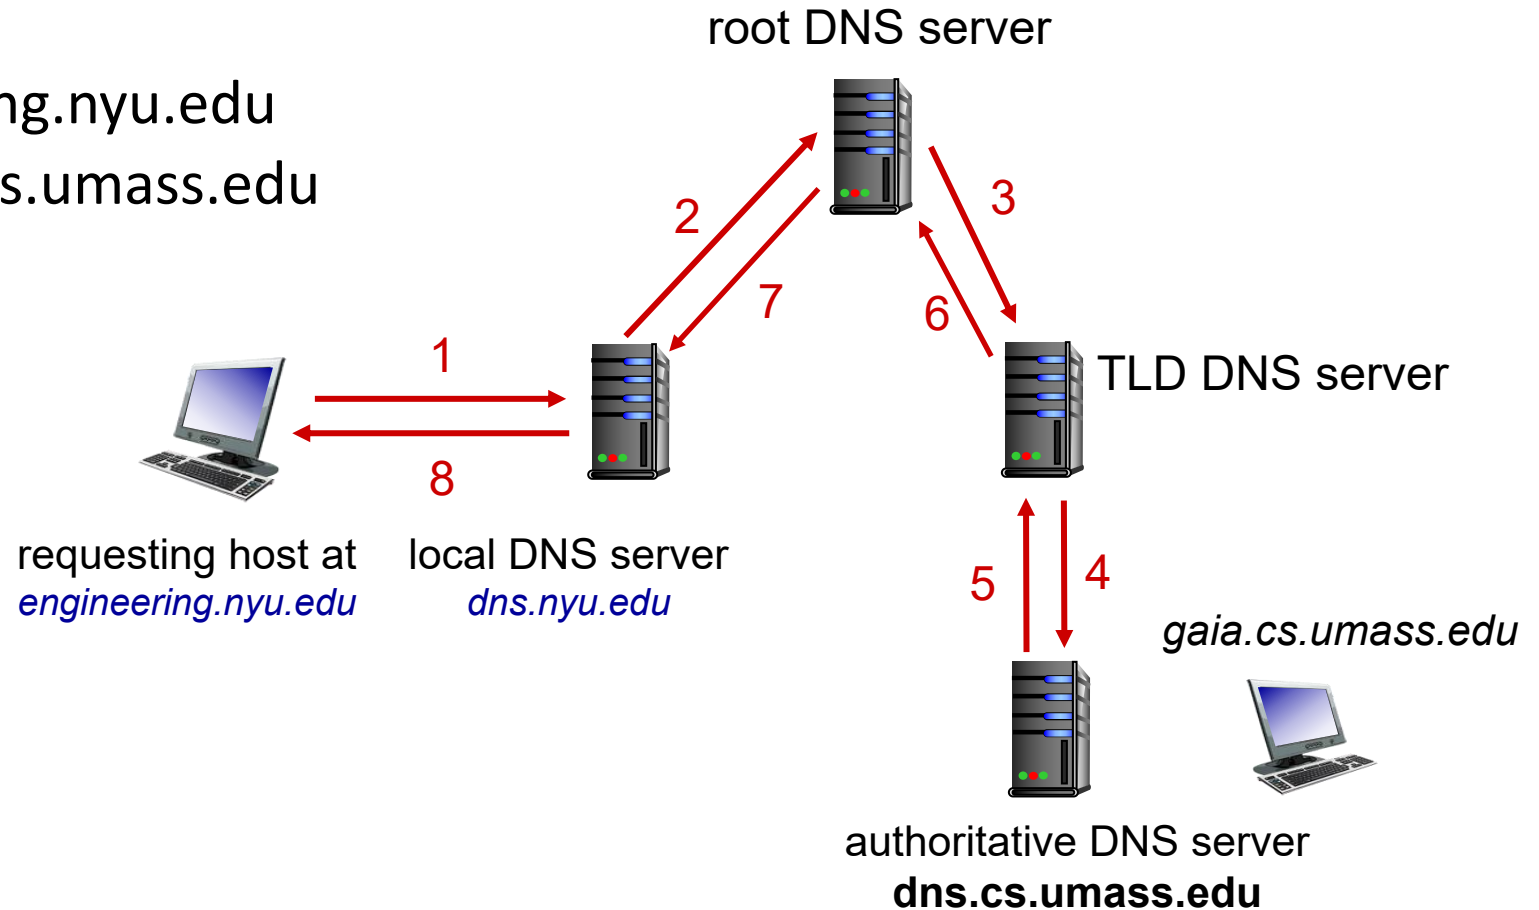 root DNS server
ng.nyu.edu
s.umass.edu
2
3
7
6
1
TLD DNS server
8
requesting host at
engineering.nyu.edu
local DNS server
dns.nyu.edu
5
4
gaia.cs.umass.edu
authoritative DNS server
dns.cs.umass.edu